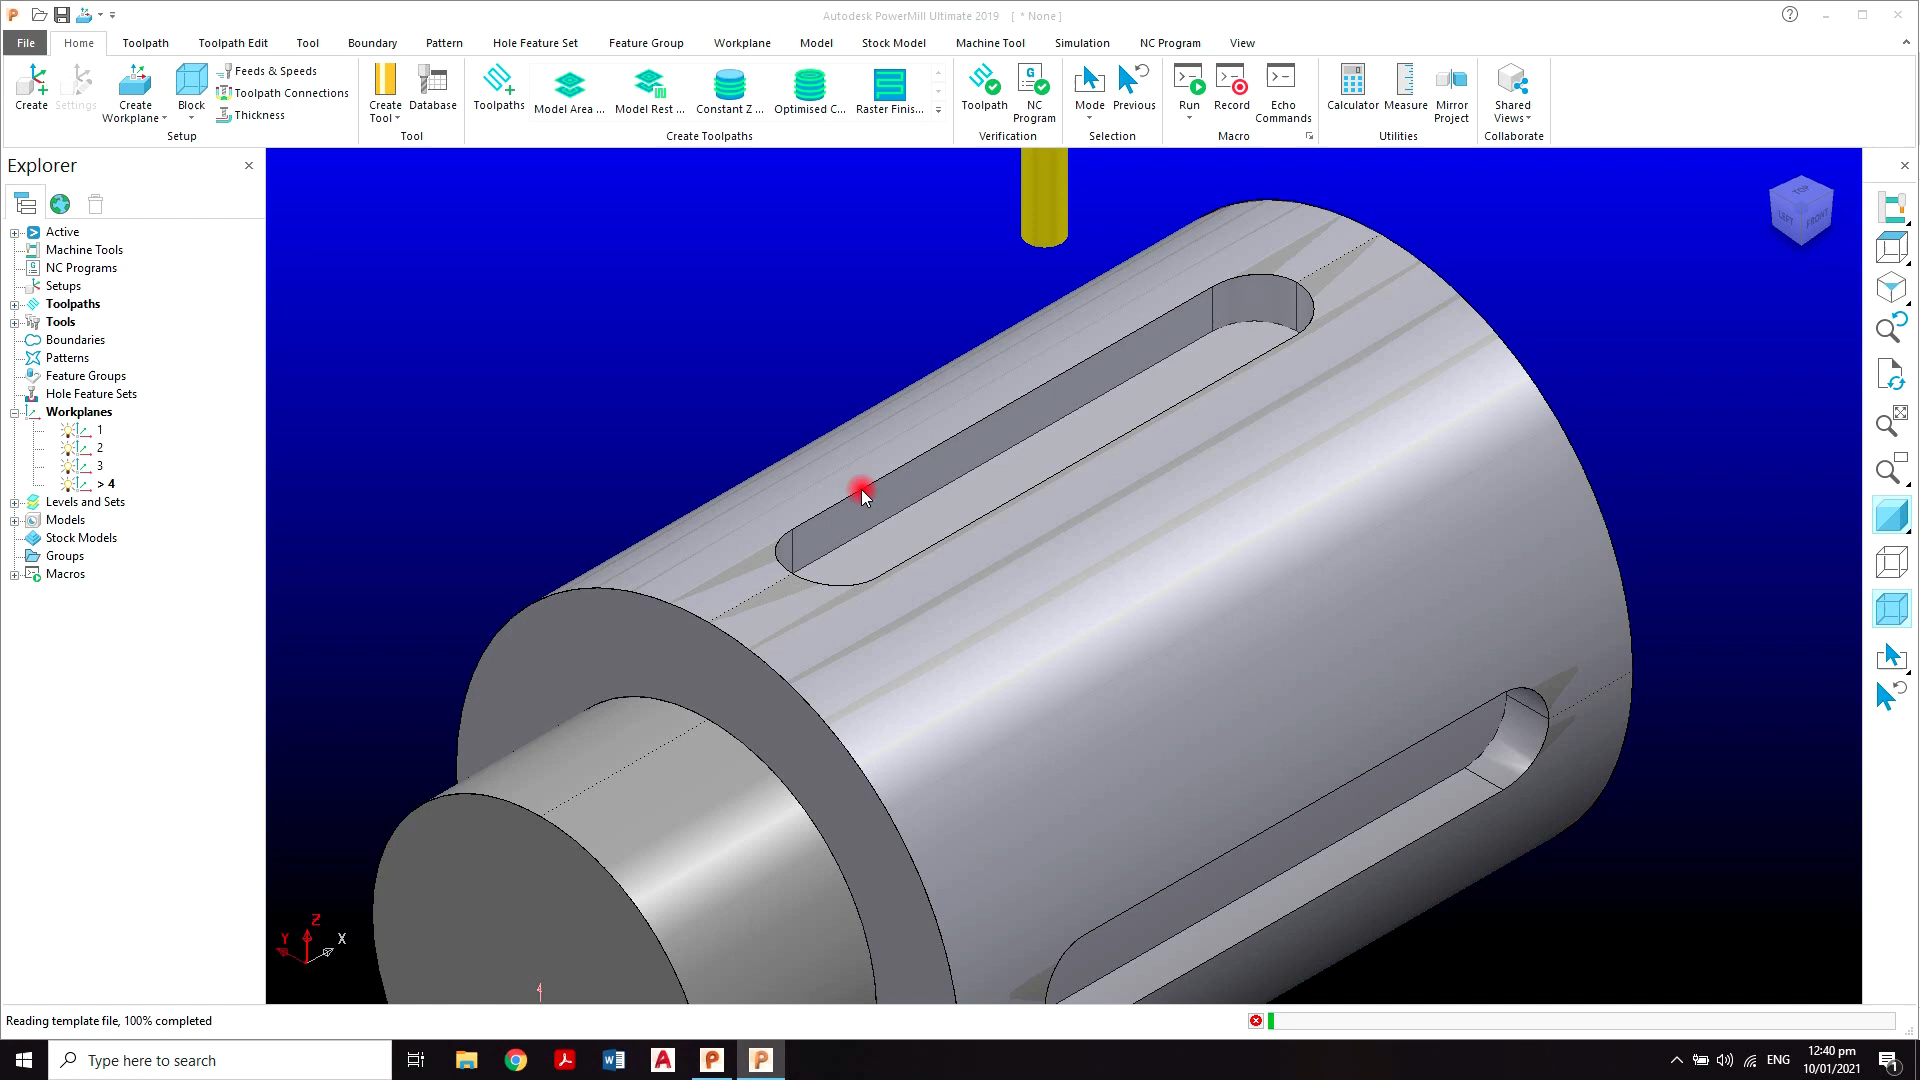 Autodesk PowerMill Ultimate 2019    [ * None ]
File Home Toolpath Toolpath Edit Tool Boundary Pattern Hole Feature Set Feature Group Workplane Model Stock Model Machine Tool Simulation NC Program View
Create Settings Create Workplane Block Feeds & Speeds Toolpath Connections Thickness
Setup
Create Tool Database
Tool
Toolpaths Model Area ... Model Rest ... Constant Z ... Optimised C... Raster Finis...
Create Toolpaths
Toolpath NC Program
Verification
Mode Previous
Selection
Run Record Echo Commands
Macro
Calculator Measure Mirror Project
Utilities
Shared Views
Collaborate
Explorer
Active
Machine Tools
NC Programs
Setups
Toolpaths
Tools
Boundaries
Patterns
Feature Groups
Hole Feature Sets
Workplanes
1
2
3
> 4
Levels and Sets
Models
Stock Models
Groups
Macros
TOP
LEFT
FRONT
Z
Y
X
4
Reading template file, 100% completed
Type here to search
ENG
12:40 pm
10/01/2021
1